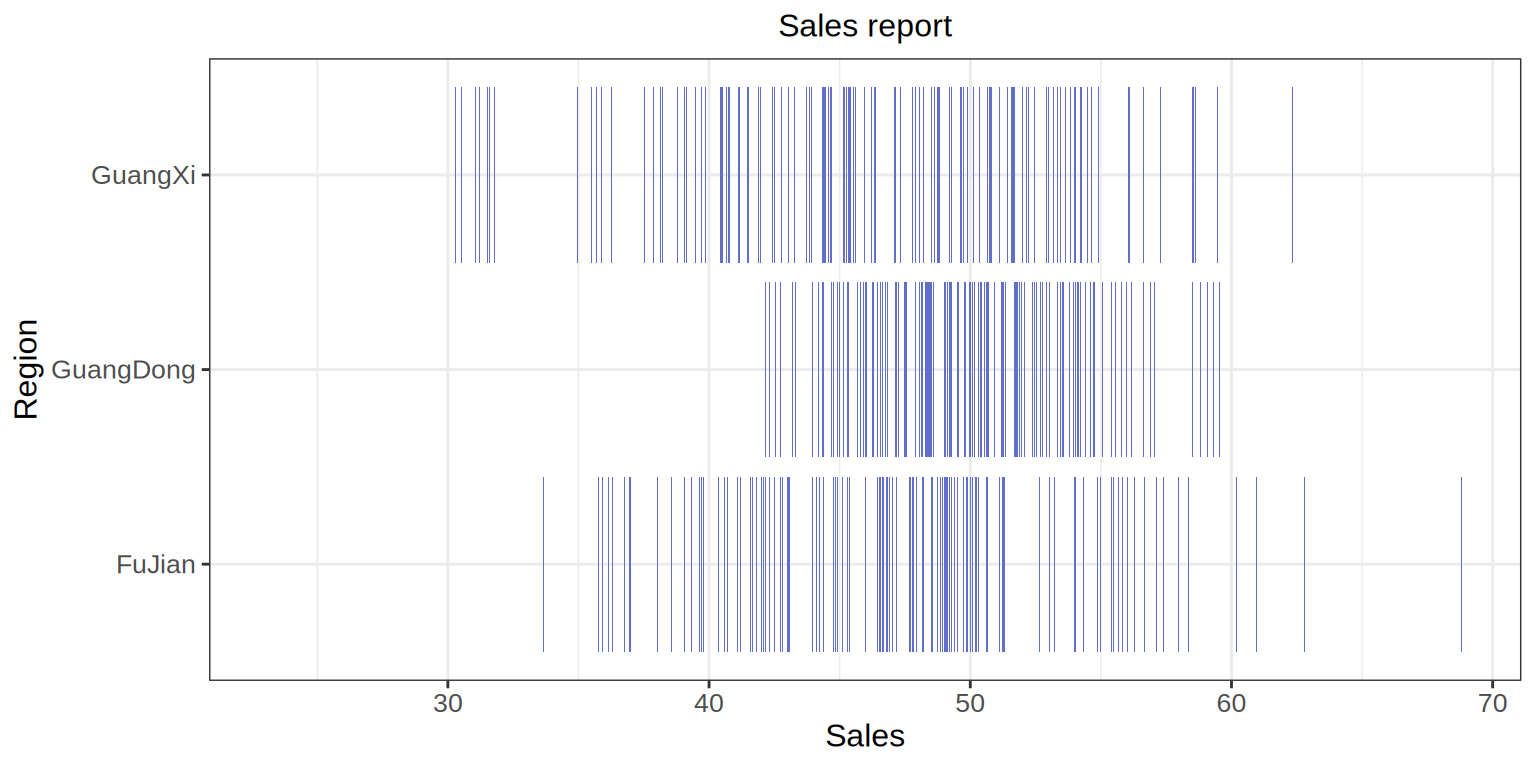 Sales report
Region
GuangXi
GuangDong
FuJian
30 40 50 60 70
Sales